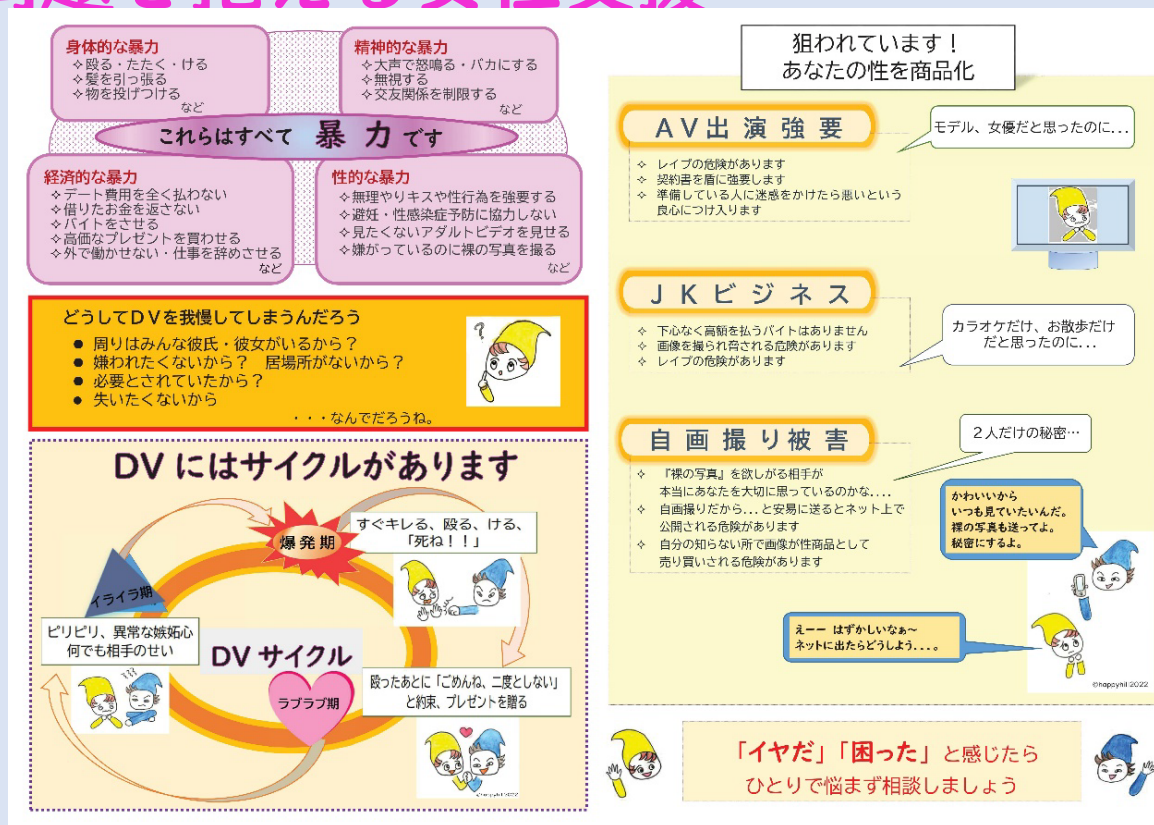 問題を抱える女性支援
身体的な暴力
✧殴る・たたく・ける
✧髪を引っ張る
✧物を投げつける
など
精神的な暴力
✧大声で怒鳴る・バカにする
✧無視する
✧交友関係を制限する
など
これらはすべて 暴 力 です
経済的な暴力
✧デート費用を全く払わない
✧借りたお金を返さない
✧バイトをさせる
✧高価なプレゼントを買わせる
✧外で働かせない・仕事を辞めさせる
など
性的な暴力
✧無理やりキスや性行為を強要する
✧避妊・性感染症予防に協力しない
✧見たくないアダルトビデオを見せる
✧嫌がっているのに裸の写真を撮る
など
どうしてDVを我慢してしまうんだろう
● 周りはみんな彼氏・彼女がいるから？
● 嫌われたくないから？ 居場所がないから？
● 必要とされていたから？
● 失いたくないから
・・・なんでだろうね。
?
DV にはサイクルがあります
爆発期
すぐキレる、殴る、ける、
「死ね！！」
イライラ期
ピリピリ、異常な嫉妬心
何でも相手のせい
DV サイクル
ラブラブ期
殴ったあとに「ごめんね、二度としない」
と約束、プレゼントを贈る
©happyhil 2022
狙われています！
あなたの性を商品化
AV出演強要
モデル、女優だと思ったのに...
✧ レイプの危険があります
✧ 契約書を盾に強要します
✧ 準備している人に迷惑をかけたら悪いという
良心につけ入ります
JKビジネス
カラオケだけ、お散歩だけ
だと思ったのに...
✧ 下心なく高額を払うバイトはありません
✧ 画像を撮られ脅される危険があります
✧ レイプの危険があります
自画撮り被害
２人だけの秘密…
✧ 『裸の写真』を欲しがる相手が
本当にあなたを大切に思っているのかな....
✧ 自画撮りだから...と安易に送るとネット上で
公開される危険があります
✧ 自分の知らない所で画像が性商品として
売り買いされる危険があります
かわいいから
いつも見ていたいんだ。
裸の写真も送ってよ。
秘密にするよ。
えーー はずかしいなぁ～
ネットに出たらどうしよう...。
©happyhil 2022
「イヤだ」「困った」と感じたら
ひとりで悩まず相談しましょう